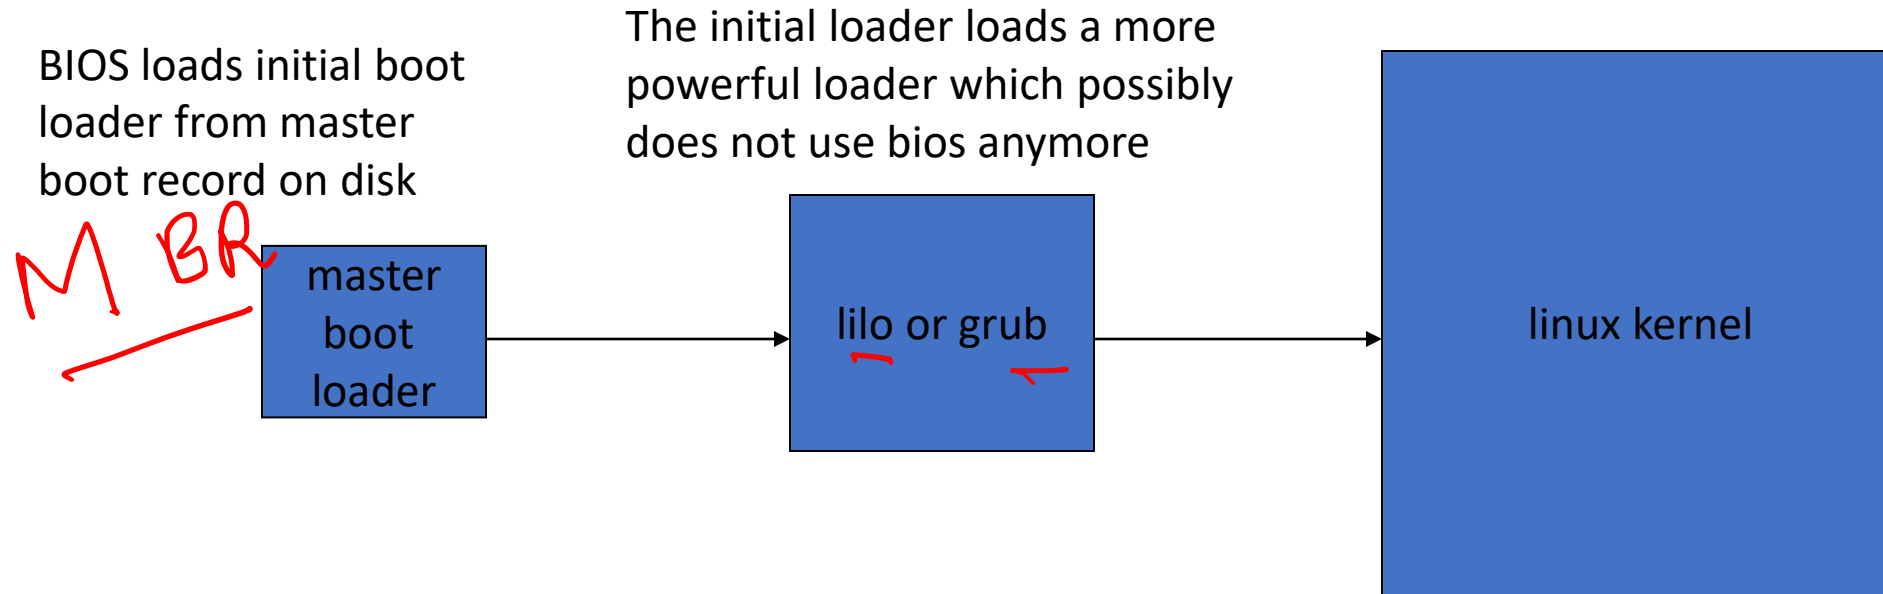 BIOS loads initial boot
loader from master
boot record on disk
MBR
The initial loader loads a more
powerful loader which possibly
does not use bios anymore
master
boot
loader
lilo or grub
linux kernel